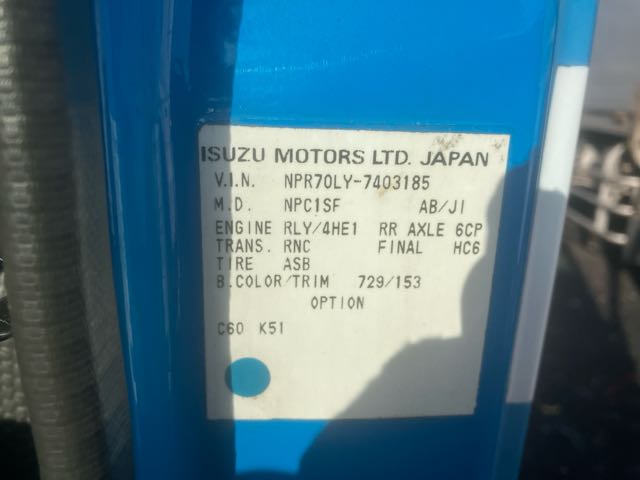 ISUZU MOTORS LTD. JAPAN
V.I.N. NPR70LY-7403185
M.D. NPC1SF AB/JI
ENGINE RLY/4HE1 RR AXLE 6CP
TRANS. RNC FINAL HC6
TIRE ASB
B.COLOR/TRIM 729/153
OPTION
C60 K51